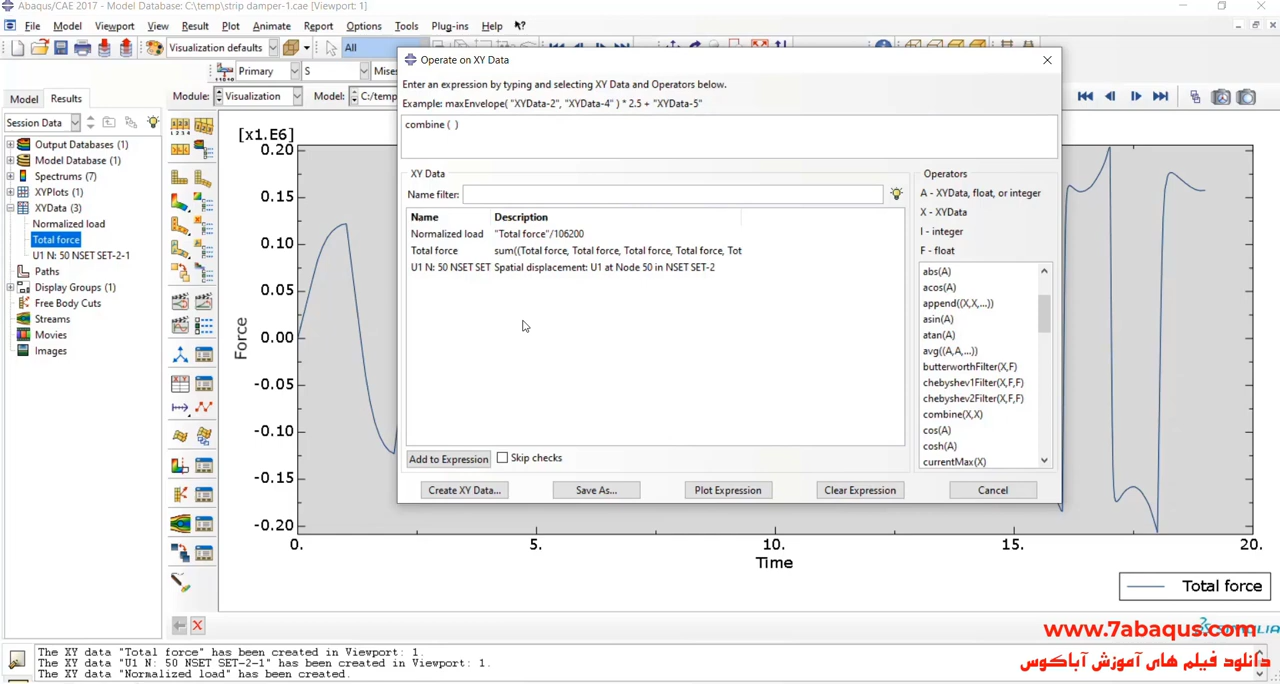 Abaqus/CAE 2017 - Model Database: C:\temp\strip damper-1.cae [Viewport: 1]
File Model Viewport View Result Plot Animate Report Options Tools Plug-ins Help
Visualization defaults All
Primary S Mises
Model Results Module: Visualization Model: C:/temp
Session Data
Output Databases (1)
Model Database (1)
Spectrums (7)
XYPlots (1)
XYData (3)
Normalized load
Total force
U1 N: 50 NSET SET-2-1
Paths
Display Groups (1)
Free Body Cuts
Streams
Movies
Images
[x1.E6]
0.20
0.15
0.10
0.05
0.00
-0.05
-0.10
-0.15
-0.20
Force
0. 5. 10. 15. 20.
Time
Total force
Operate on XY Data
Enter an expression by typing and selecting XY Data and Operators below.
Example: maxEnvelope( "XYData-2", "XYData-4" ) * 2.5 + "XYData-5"
combine ( )
XY Data
Name filter:
Name Description
Normalized load "Total force"/106200
Total force sum((Total force, Total force, Total force, Total force, Tot
U1 N: 50 NSET SET Spatial displacement: U1 at Node 50 in NSET SET-2
Add to Expression Skip checks
Operators
A - XYData, float, or integer
X - XYData
I - integer
F - float
abs(A)
acos(A)
append((X,X,...))
asin(A)
atan(A)
avg((A,A,...))
butterworthFilter(X,F)
chebyshev1Filter(X,F,F)
chebyshev2Filter(X,F,F)
combine(X,X)
cos(A)
cosh(A)
currentMax(X)
Create XY Data... Save As... Plot Expression Clear Expression Cancel
The XY data "Total force" has been created in Viewport: 1.
The XY data "U1 N: 50 NSET SET-2-1" has been created in Viewport: 1.
The XY data "Normalized load" has been created.
www.7abaqus.com
دانلود فیلم های آموزش آباکوس